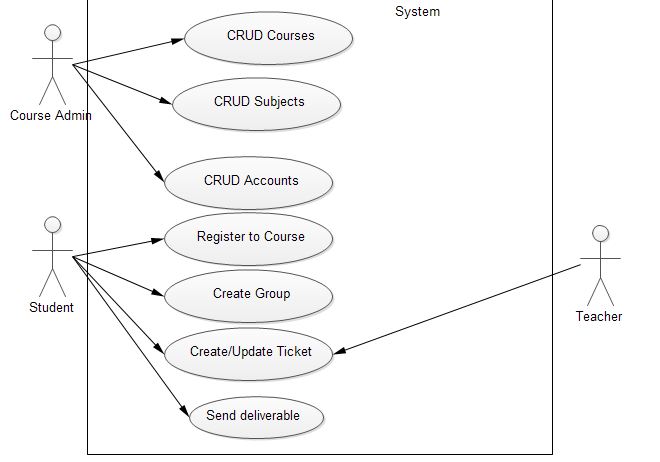 System
CRUD Courses
CRUD Subjects
Course Admin
CRUD Accounts
Register to Course
Create Group
Student
Teacher
Create/Update Ticket
Send deliverable